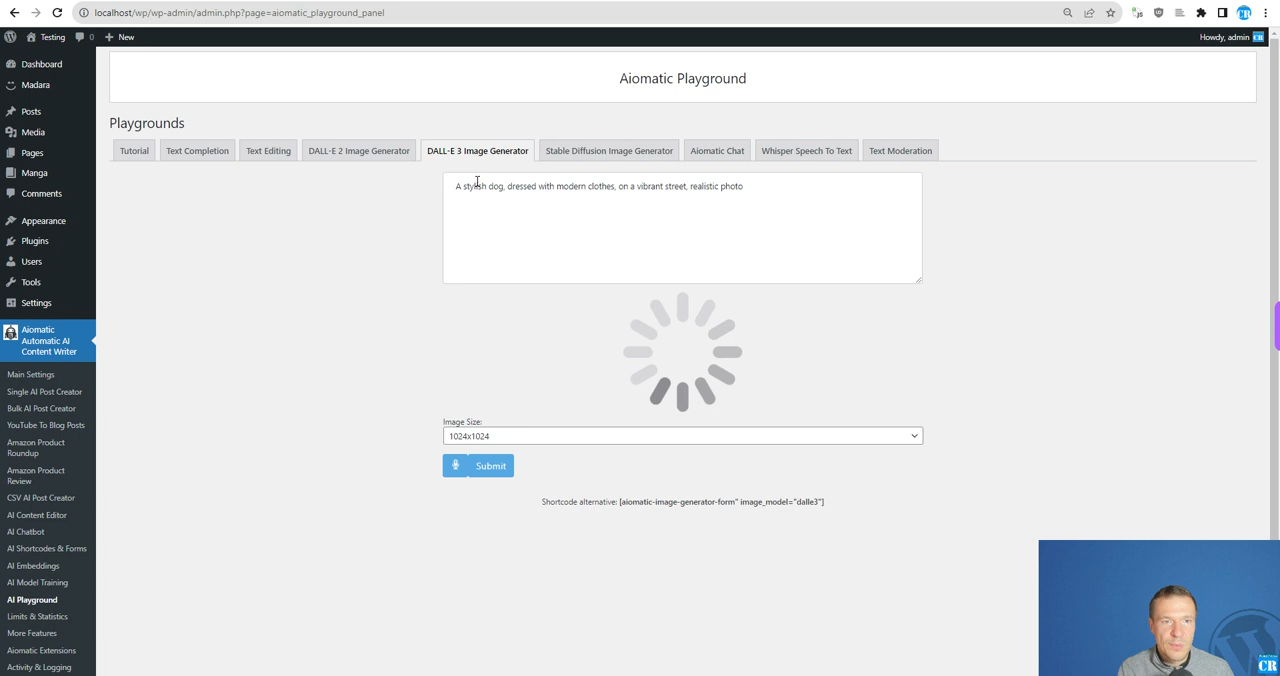 localhost/wp/wp-admin/admin.php?page=aiomatic_playground_panel
Testing 0 New
Howdy, admin CR
Dashboard
Madara
Posts
Media
Pages
Manga
Comments
Appearance
Plugins
Users
Tools
Settings
Aiomatic
Automatic AI
Content Writer
Main Settings
Single AI Post Creator
Bulk AI Post Creator
YouTube To Blog Posts
Amazon Product
Roundup
Amazon Product
Review
CSV AI Post Creator
AI Content Editor
AI Chatbot
AI Shortcodes & Forms
AI Embeddings
AI Model Training
AI Playground
Limits & Statistics
More Features
Aiomatic Extensions
Activity & Logging
Aiomatic Playground
Playgrounds
Tutorial
Text Completion
Text Editing
DALL-E 2 Image Generator
DALL-E 3 Image Generator
Stable Diffusion Image Generator
Aiomatic Chat
Whisper Speech To Text
Text Moderation
A stylish dog, dressed with modern clothes, on a vibrant street, realistic photo
Image Size:
1024x1024
Submit
Shortcode alternative: [aiomatic-image-generator-form" image_model="dalle3"]
CR